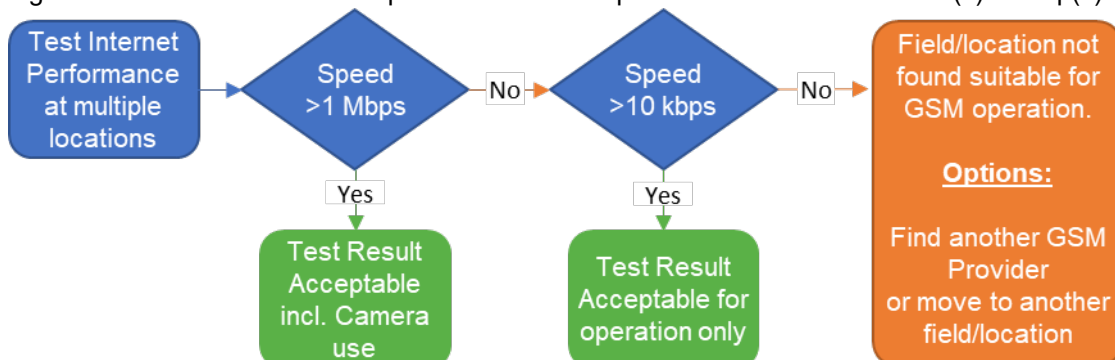 Test Internet
Performance
at multiple
locations
Speed
>1 Mbps
No
Speed
>10 kbps
No
Field/location not
found suitable for
GSM operation.
Options:
Find another GSM
Provider
or move to another
field/location
Yes
Test Result
Acceptable
incl. Camera
use
Yes
Test Result
Acceptable for
operation only